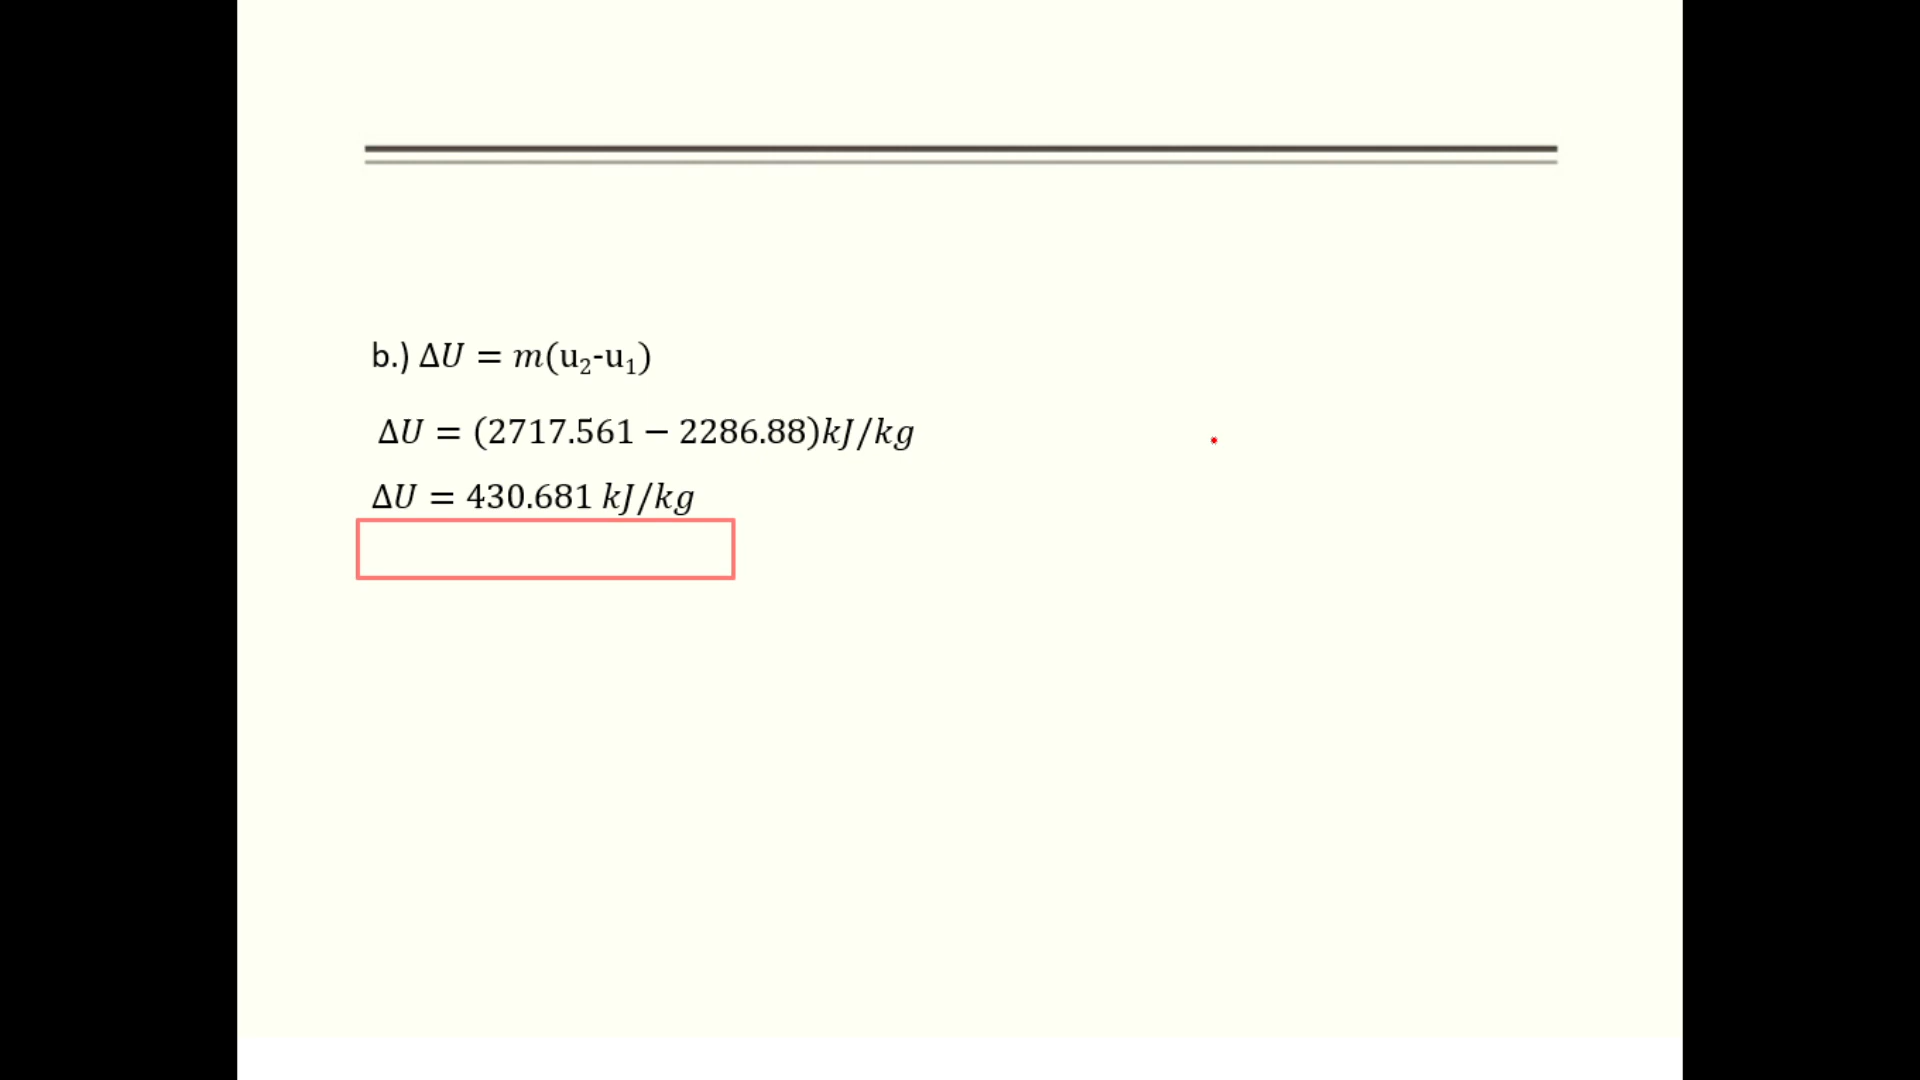 b.) Δ𝑈 = 𝑚(u₂-u₁)
Δ𝑈 = (2717.561 − 2286.88)𝑘𝐽/𝑘𝑔
Δ𝑈 = 430.681 𝑘𝐽/𝑘𝑔